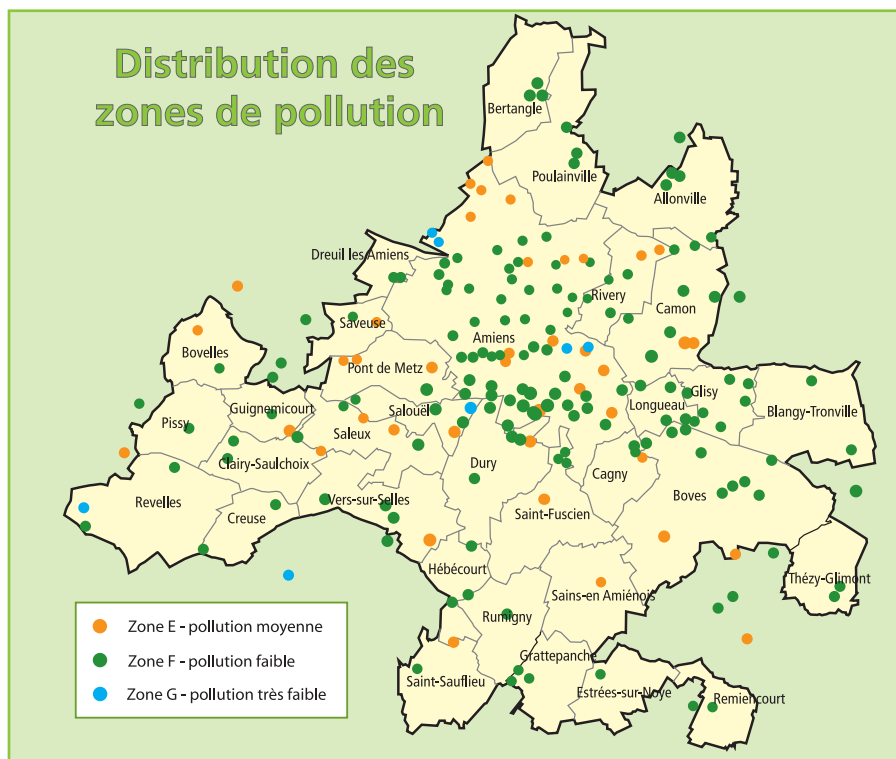 Distribution des
zones de pollution
Bertangle
Poulainville
Allonville
Dreuil les Amiens
Rivery
Camon
Saveuse
Amiens
Bovelles
Pont de Metz
Glisy
Guignemicourt
Salouël
Longueau
Blangy-Tronville
Pissy
Saleux
Clairy-Saulchoix
Dury
Cagny
Revelles
Vers-sur-Selles
Boves
Creuse
Saint-Fuscien
Hébécourt
Thézy-Glimont
Sains-en Amiénois
Rumigny
Grattepanche
Saint-Sauflieu
Estrées-sur-Noye
Remiencourt
Zone E - pollution moyenne
Zone F - pollution faible
Zone G - pollution très faible